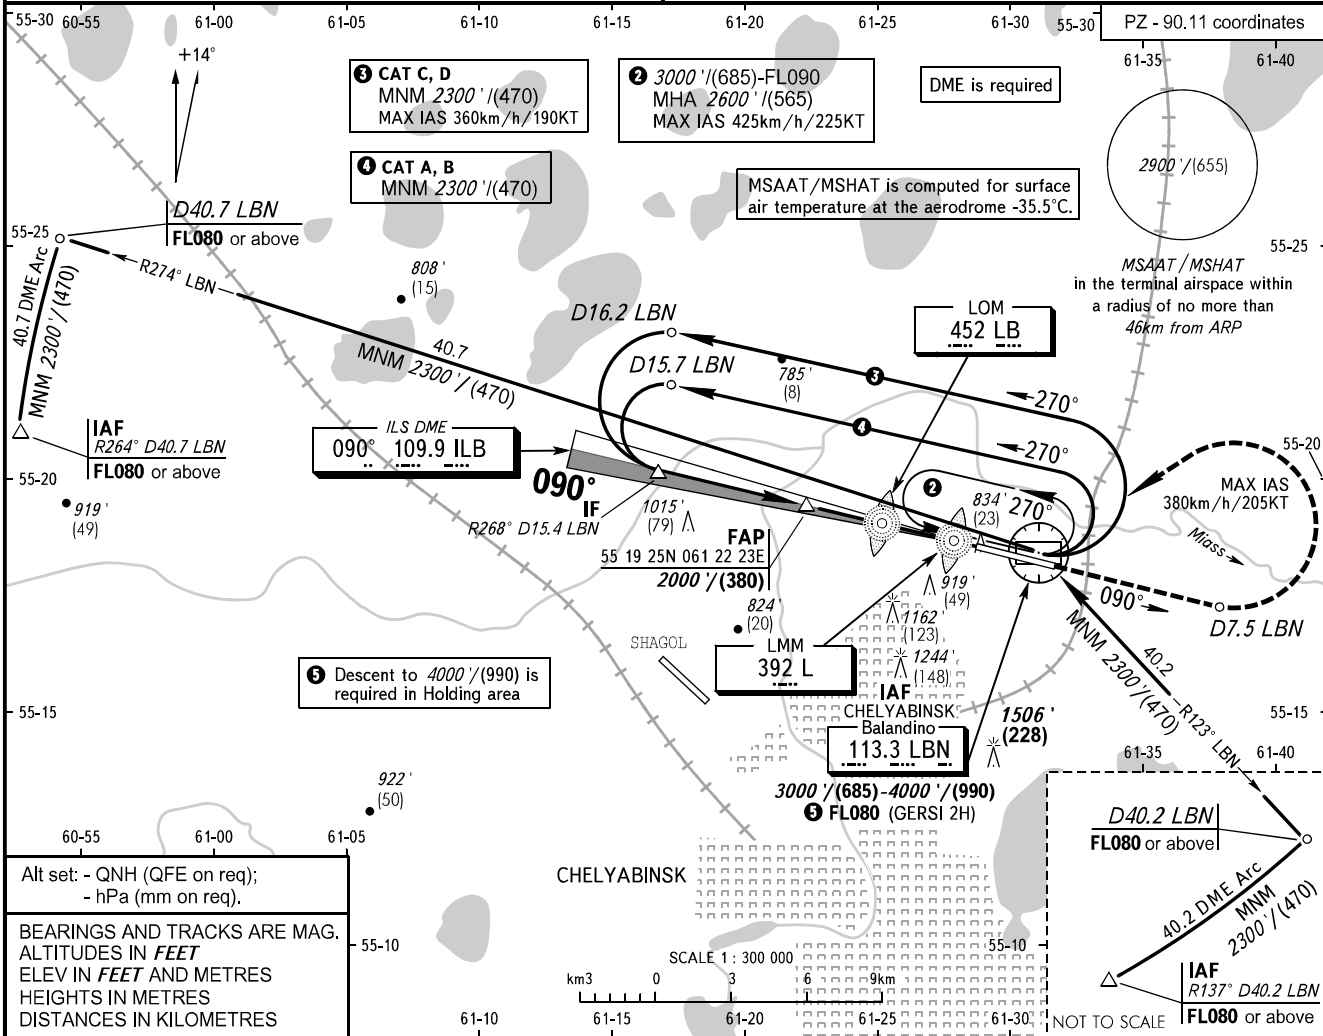 55-30
60-55
61-00
61-05
61-10
61-15
61-20
61-25
61-30
55-30
PZ - 90.11 coordinates
61-35
61-40
+14°
❸ CAT C, D
MNM 2300 '/(470)
MAX IAS 360km/h/190KT
❷ 3000 '/(685)-FL090
MHA 2600 '/(565)
MAX IAS 425km/h/225KT
DME is required
❹ CAT A, B
MNM 2300 '/(470)
2900 '/(655)
MSAAT/MSHAT is computed for surface
air temperature at the aerodrome -35.5°C.
D40.7 LBN
FL080 or above
55-25
55-25
MSAAT/MSHAT
in the terminal airspace within
a radius of no more than
46km from ARP
R274° LBN
40.7 DME Arc
MNM 2300 '/(470)
808 '
(15)
D16.2 LBN
LOM
452 LB
40.7
MNM 2300 '/(470)
D15.7 LBN
785 '
(8)
❸
270°
❹
270°
IAF
R264° D40.7 LBN
FL080 or above
ILS DME
090° 109.9 ILB
55-20
55-20
090°
IF
R268° D15.4 LBN
❷
834 '
(23)
270°
MAX IAS
380km/h/205KT
Miass
919 '
(49)
1015 '
(79)
FAP
55 19 25N 061 22 23E
2000 '/(380)
919 '
(49)
090°
D7.5 LBN
824 '
(20)
1162 '
(123)
MNM 2300 '/(470)
40.2
SHAGOL
LMM
392 L
1244 '
(148)
❺ Descent to 4000 '/(990) is
required in Holding area
IAF
CHELYABINSK
Balandino
113.3 LBN
3000 '/(685)-4000 '/(990)
❺ FL080 (GERSI 2H)
1506 '
(228)
R123° LBN
55-15
55-15
61-35
61-40
922 '
(50)
60-55
61-00
61-05
D40.2 LBN
FL080 or above
Alt set: - QNH (QFE on req);
- hPa (mm on req).
CHELYABINSK
40.2 DME Arc
MNM
2300 '/(470)
BEARINGS AND TRACKS ARE MAG.
ALTITUDES IN FEET
ELEV IN FEET AND METRES
HEIGHTS IN METRES
DISTANCES IN KILOMETRES
55-10
55-10
SCALE 1 : 300 000
km3 0 3 6 9km
IAF
R137° D40.2 LBN
FL080 or above
61-10
61-15
61-20
61-25
61-30
NOT TO SCALE